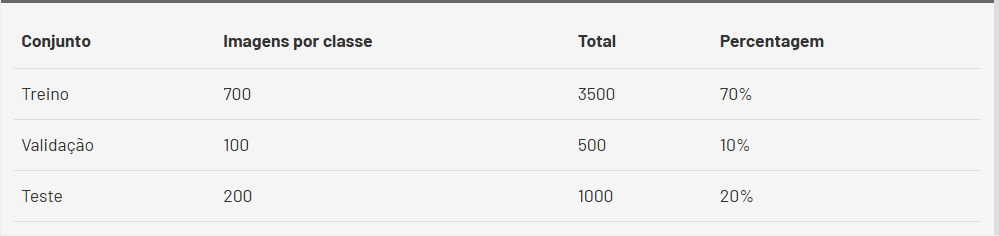 Conjunto Imagens por classe Total Percentagem
Treino 700 3500 70%
Validação 100 500 10%
Teste 200 1000 20%